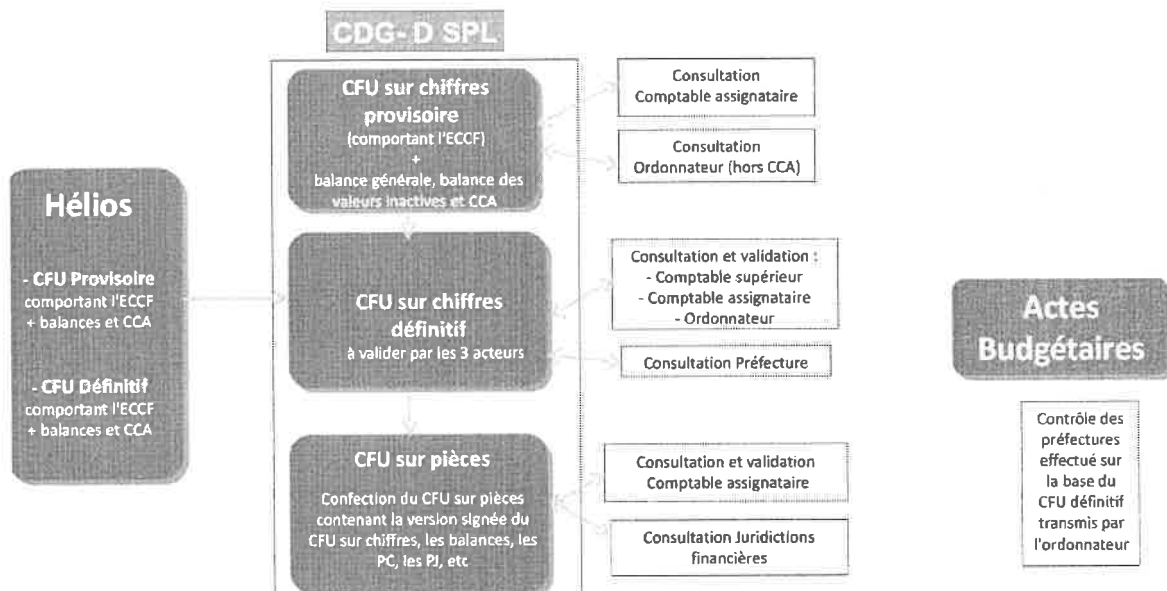 CDG- D SPL
Hélios
- CFU Provisoire
comportant l'ECCF
+ balances et CCA
- CFU Définitif
comportant l'ECCF
+ balances et CCA
CFU sur chiffres
provisoire
(comportant l'ECCF)
+
balance générale, balance des
valeurs inactives et CCA
CFU sur chiffres
définitif
à valider par les 3 acteurs
CFU sur pièces
Confection du CFU sur pièces
contenant la version signée du
CFU sur chiffres, les balances, les
PC, les PJ, etc
Consultation
Comptable assignataire
Consultation
Ordonnateur (hors CCA)
Consultation et validation :
- Comptable supérieur
- Comptable assignataire
- Ordonnateur
Consultation Préfecture
Consultation et validation
Comptable assignataire
Consultation Juridictions
financières
Actes
Budgétaires
Contrôle des
préfectures
effectué sur
la base du
CFU définitif
transmis par
l'ordonnateur